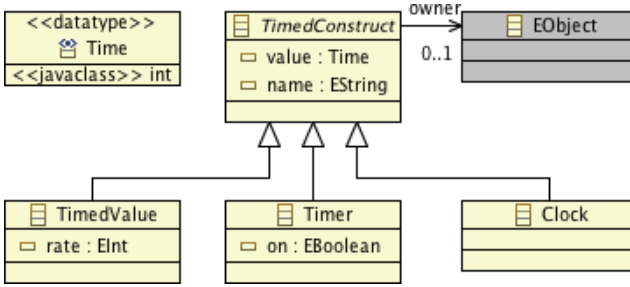 <<datatype>>
Time
<<javaclass>> int
TimedConstruct
value : Time
name : EString
owner
0..1
EObject
TimedValue
rate : EInt
Timer
on : EBoolean
Clock